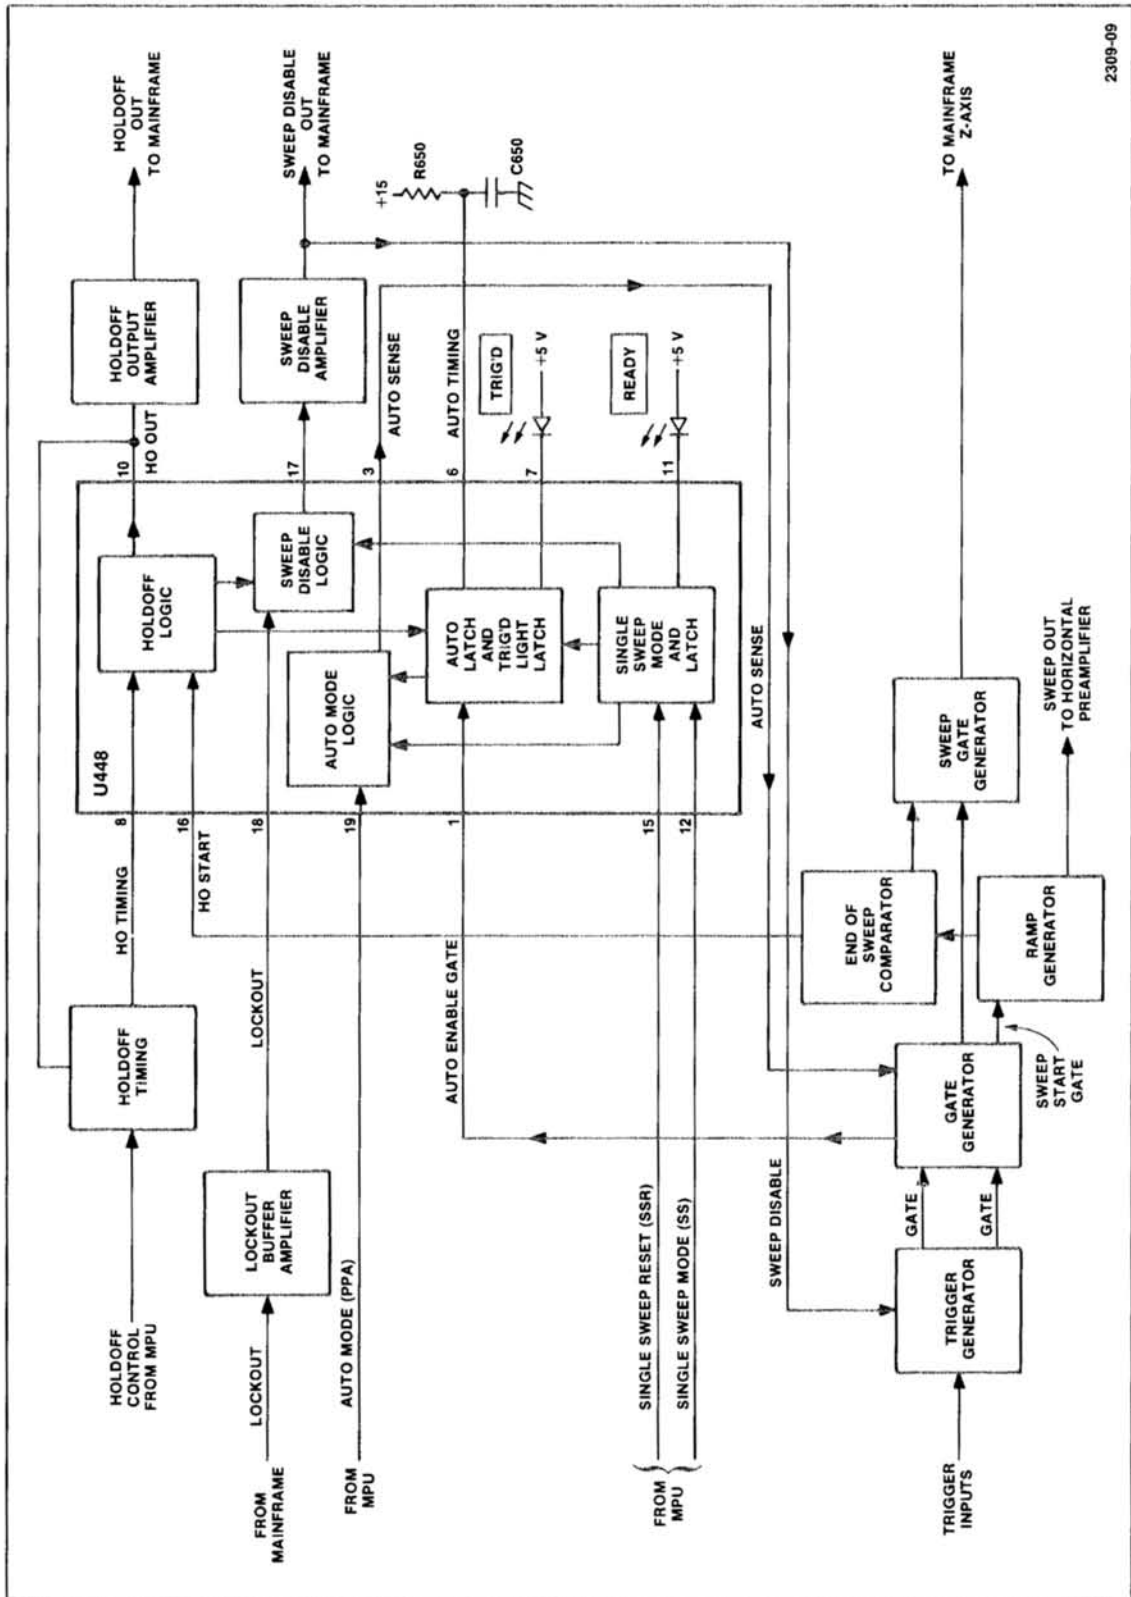 HOLDOFF
CONTROL
FROM MPU
HOLDOFF
TIMING
HO TIMING
8
HO START
16
U448
HOLDOFF
LOGIC
10
HO OUT
HOLDOFF
OUTPUT
AMPLIFIER
HOLDOFF
OUT
TO MAINFRAME
FROM
MAINFRAME
LOCKOUT
LOCKOUT
BUFFER
AMPLIFIER
LOCKOUT
18
SWEEP
DISABLE
LOGIC
17
SWEEP
DISABLE
AMPLIFIER
SWEEP DISABLE
OUT
TO MAINFRAME
FROM
MPU
AUTO MODE (PPA)
19
AUTO MODE
LOGIC
3
AUTO SENSE
AUTO ENABLE GATE
1
AUTO
LATCH
AND
TRIG'D
LIGHT
LATCH
6
AUTO TIMING
+15
R650
C650
7
TRIG'D
+5 V
FROM
MPU
SINGLE SWEEP RESET (SSR)
15
SINGLE SWEEP MODE (SS)
12
SINGLE
SWEEP
MODE
AND
LATCH
11
READY
+5 V
AUTO SENSE
SWEEP DISABLE
TRIGGER
INPUTS
TRIGGER
GENERATOR
GATE
GATE
GATE
GENERATOR
SWEEP
START
GATE
END OF
SWEEP
COMPARATOR
RAMP
GENERATOR
SWEEP OUT
TO HORIZONTAL
PREAMPLIFIER
SWEEP
GATE
GENERATOR
TO MAINFRAME
Z-AXIS
2309-09